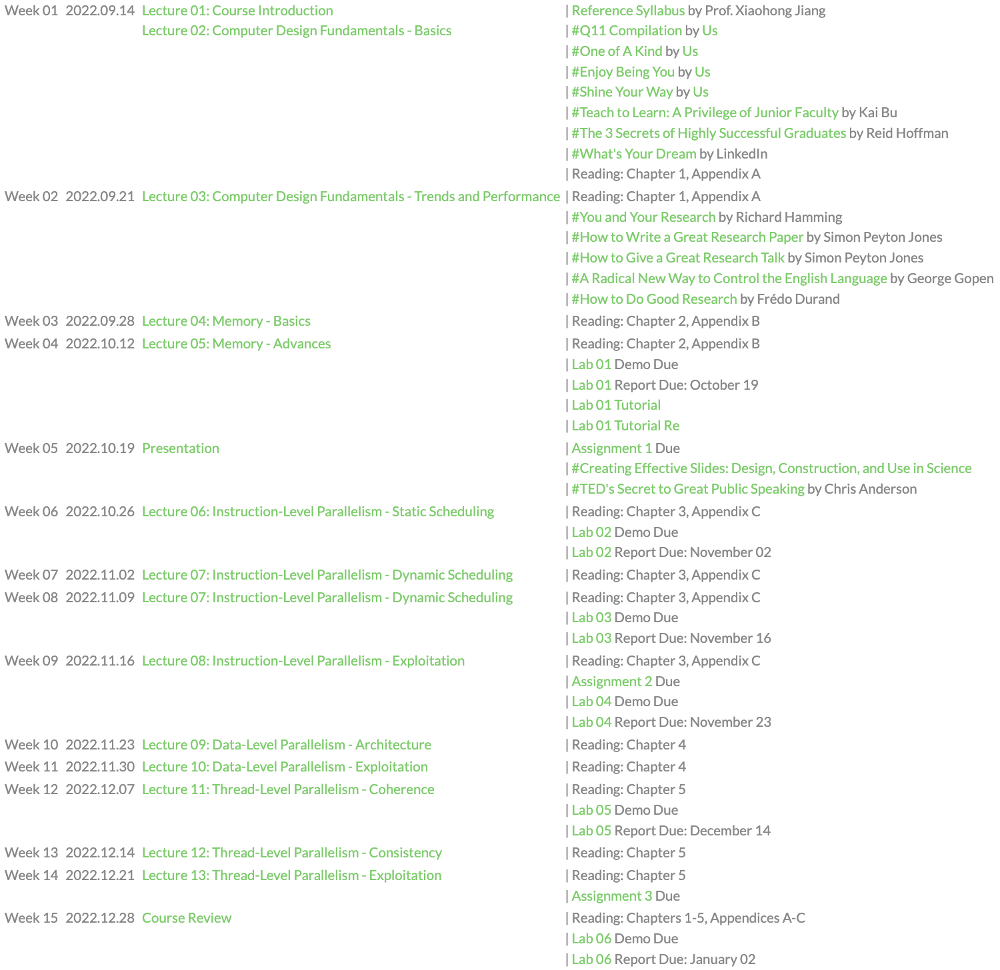 Week 01 2022.09.14 Lecture 01: Course Introduction | Reference Syllabus by Prof. Xiaohong Jiang
Lecture 02: Computer Design Fundamentals - Basics | #Q11 Compilation by Us
| #One of A Kind by Us
| #Enjoy Being You by Us
| #Shine Your Way by Us
| #Teach to Learn: A Privilege of Junior Faculty by Kai Bu
| #The 3 Secrets of Highly Successful Graduates by Reid Hoffman
| #What's Your Dream by LinkedIn
| Reading: Chapter 1, Appendix A
Week 02 2022.09.21 Lecture 03: Computer Design Fundamentals - Trends and Performance | Reading: Chapter 1, Appendix A
| #You and Your Research by Richard Hamming
| #How to Write a Great Research Paper by Simon Peyton Jones
| #How to Give a Great Research Talk by Simon Peyton Jones
| #A Radical New Way to Control the English Language by George Gopen
| #How to Do Good Research by Frédo Durand
Week 03 2022.09.28 Lecture 04: Memory - Basics | Reading: Chapter 2, Appendix B
Week 04 2022.10.12 Lecture 05: Memory - Advances | Reading: Chapter 2, Appendix B
| Lab 01 Demo Due
| Lab 01 Report Due: October 19
| Lab 01 Tutorial
| Lab 01 Tutorial Re
Week 05 2022.10.19 Presentation | Assignment 1 Due
| #Creating Effective Slides: Design, Construction, and Use in Science
| #TED's Secret to Great Public Speaking by Chris Anderson
Week 06 2022.10.26 Lecture 06: Instruction-Level Parallelism - Static Scheduling | Reading: Chapter 3, Appendix C
| Lab 02 Demo Due
| Lab 02 Report Due: November 02
Week 07 2022.11.02 Lecture 07: Instruction-Level Parallelism - Dynamic Scheduling | Reading: Chapter 3, Appendix C
Week 08 2022.11.09 Lecture 07: Instruction-Level Parallelism - Dynamic Scheduling | Reading: Chapter 3, Appendix C
| Lab 03 Demo Due
| Lab 03 Report Due: November 16
Week 09 2022.11.16 Lecture 08: Instruction-Level Parallelism - Exploitation | Reading: Chapter 3, Appendix C
| Assignment 2 Due
| Lab 04 Demo Due
| Lab 04 Report Due: November 23
Week 10 2022.11.23 Lecture 09: Data-Level Parallelism - Architecture | Reading: Chapter 4
Week 11 2022.11.30 Lecture 10: Data-Level Parallelism - Exploitation | Reading: Chapter 4
Week 12 2022.12.07 Lecture 11: Thread-Level Parallelism - Coherence | Reading: Chapter 5
| Lab 05 Demo Due
| Lab 05 Report Due: December 14
Week 13 2022.12.14 Lecture 12: Thread-Level Parallelism - Consistency | Reading: Chapter 5
Week 14 2022.12.21 Lecture 13: Thread-Level Parallelism - Exploitation | Reading: Chapter 5
| Assignment 3 Due
Week 15 2022.12.28 Course Review | Reading: Chapters 1-5, Appendices A-C
| Lab 06 Demo Due
| Lab 06 Report Due: January 02